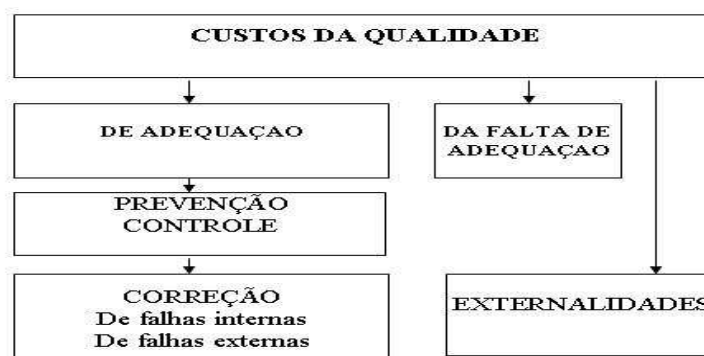 CUSTOS DA QUALIDADE
DE ADEQUAÇAO
DA FALTA DE
ADEQUAÇAO
PREVENÇÃO
CONTROLE
CORREÇÃO
De falhas internas
De falhas externas
EXTERNALIDADES